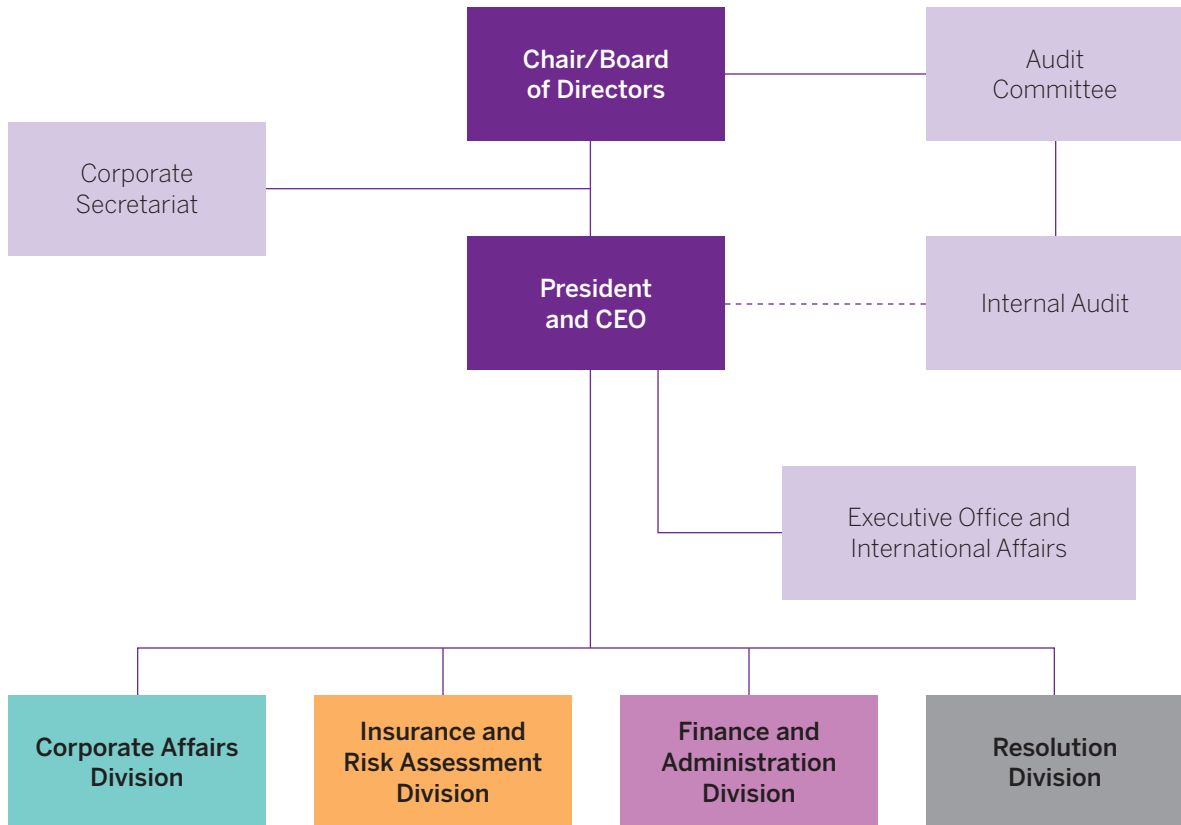 Chair/Board
of Directors
Audit
Committee
Corporate
Secretariat
President
and CEO
Internal Audit
Executive Office and
International Affairs
Corporate Affairs
Division
Insurance and
Risk Assessment
Division
Finance and
Administration
Division
Resolution
Division